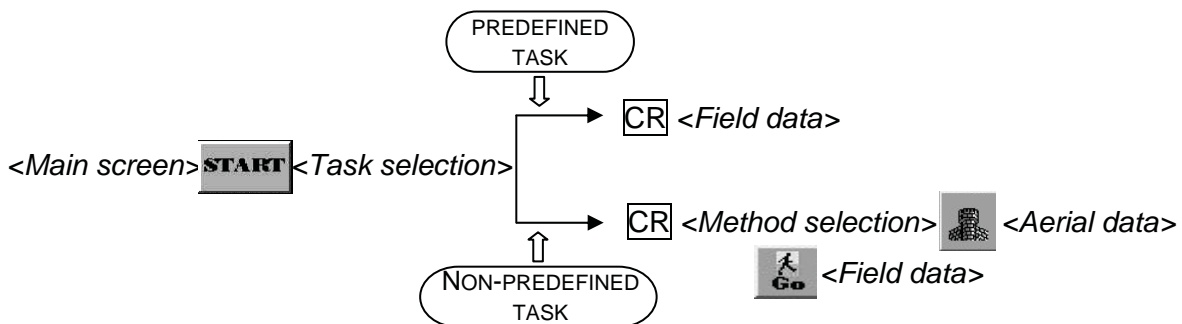 PREDEFINED
TASK
CR <Field data>
<Main screen> START <Task selection>
CR <Method selection> <Aerial data>
Go <Field data>
NON-PREDEFINED
TASK